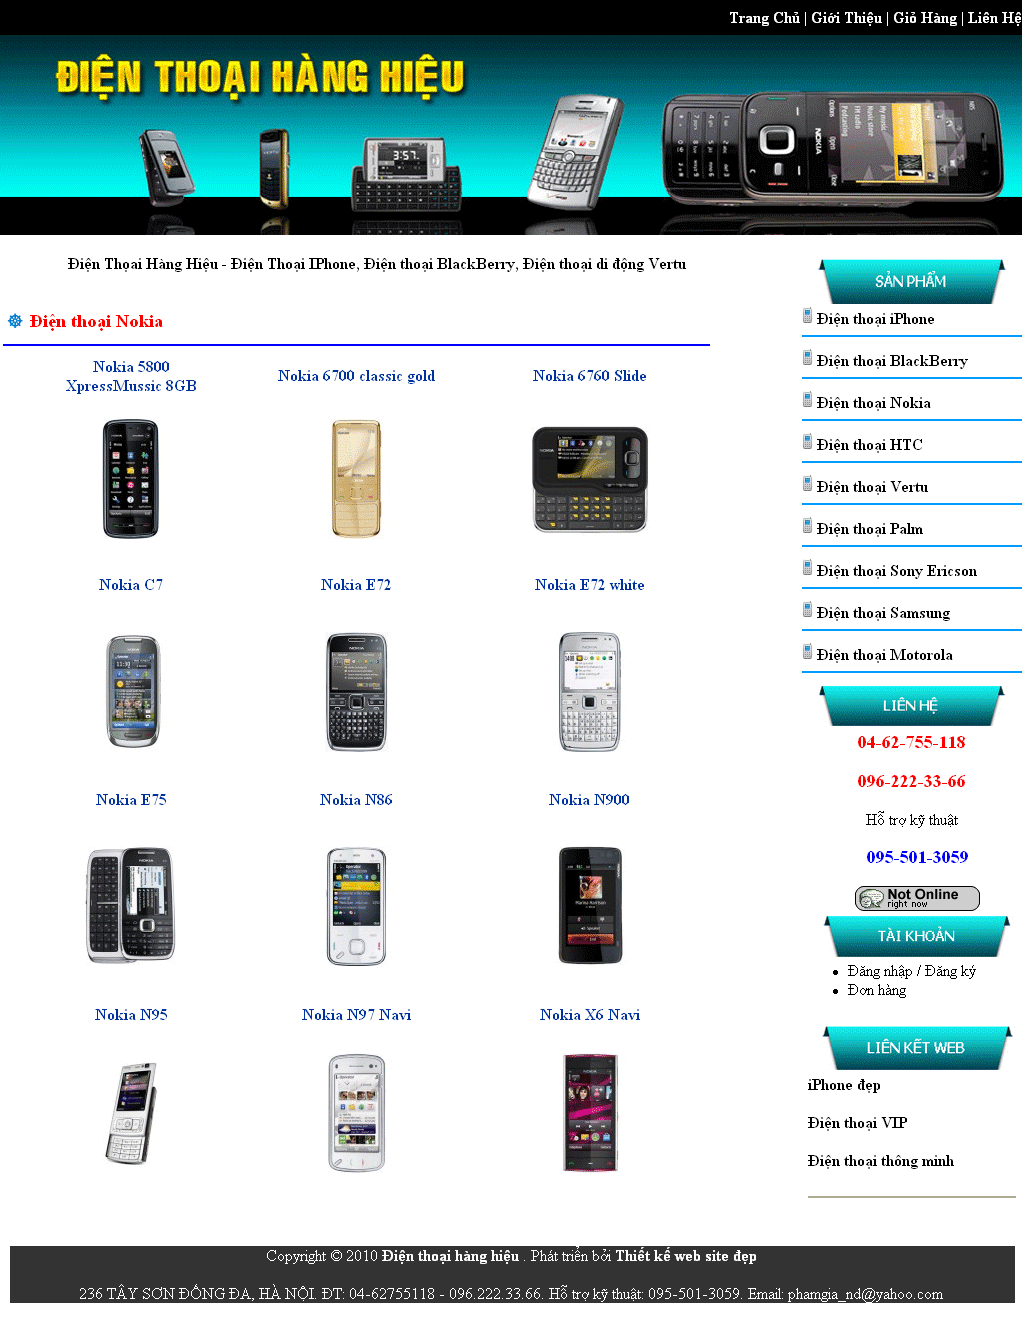 Trang Chủ | Giới Thiệu | Giỏ Hàng | Liên Hệ
ĐIỆN THOẠI HÀNG HIỆU
3:57
NOKIA
Điện Thọai Hàng Hiệu - Điện Thoại IPhone, Điện thoại BlackBerry, Điện thoại di động Vertu
Điện thoại Nokia
Nokia 5800
XpressMussic 8GB
Nokia 6700 classic gold
Nokia 6760 Slide
Nokia C7
Nokia E72
Nokia E72 white
Nokia E75
Nokia N86
Nokia N900
Nokia N95
Nokia N97 Navi
Nokia X6 Navi
SẢN PHẨM
Điện thoại iPhone
Điện thoại BlackBerry
Điện thoại Nokia
Điện thoại HTC
Điện thoại Vertu
Điện thoại Palm
Điện thoại Sony Ericson
Điện thoại Samsung
Điện thoại Motorola
LIÊN HỆ
04-62-755-118
096-222-33-66
Hỗ trợ kỹ thuật
095-501-3059
Not Online
right now
TÀI KHOẢN
Đăng nhập / Đăng ký
Đơn hàng
LIÊN KẾT WEB
iPhone đẹp
Điện thoại VIP
Điện thoại thông minh
Copyright © 2010 Điện thoại hàng hiệu . Phát triển bởi Thiết kế web site đẹp
236 TÂY SƠN ĐỐNG ĐA, HÀ NỘI. ĐT: 04-62755118 - 096.222.33.66. Hỗ trợ kỹ thuật: 095-501-3059. Email: phamgia_nd@yahoo.com